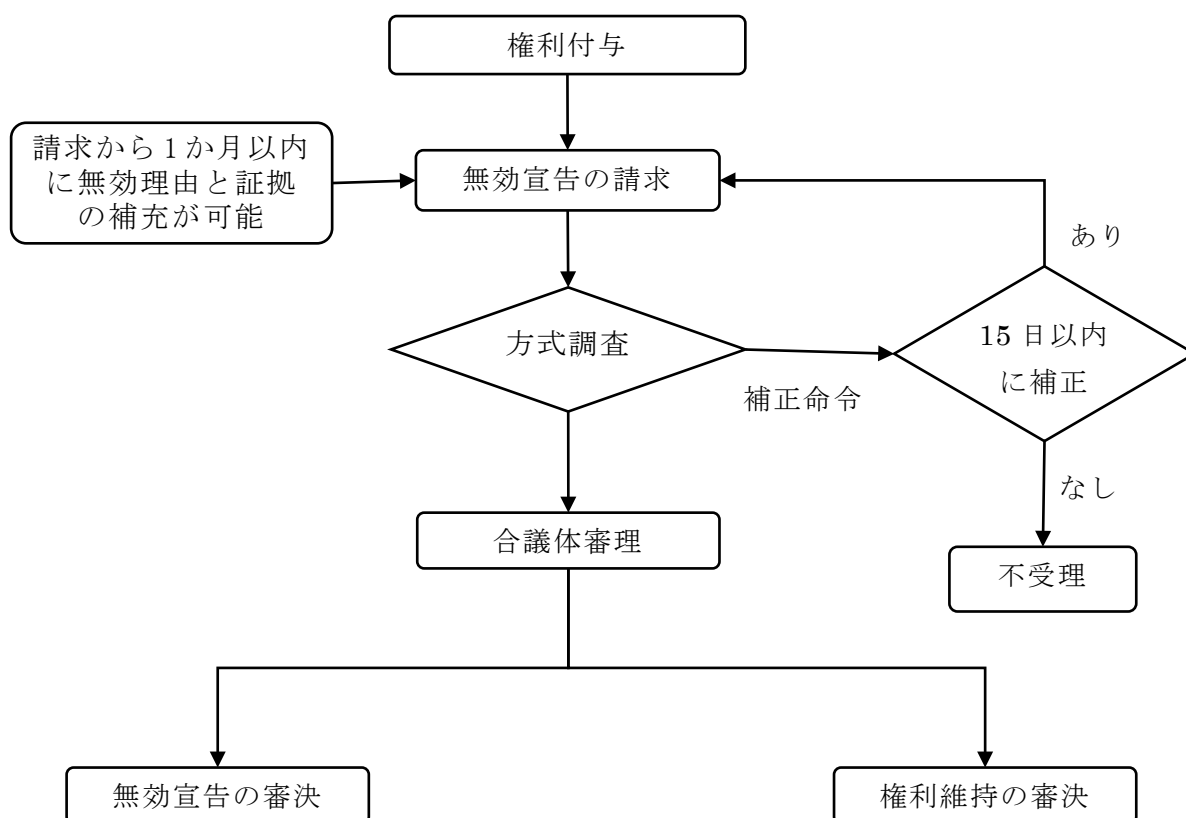 権利付与
請求から1か月以内
に無効理由と証拠
の補充が可能
無効宣告の請求
あり
方式調査
15日以内
に補正
補正命令
なし
合議体審理
不受理
無効宣告の審決
権利維持の審決